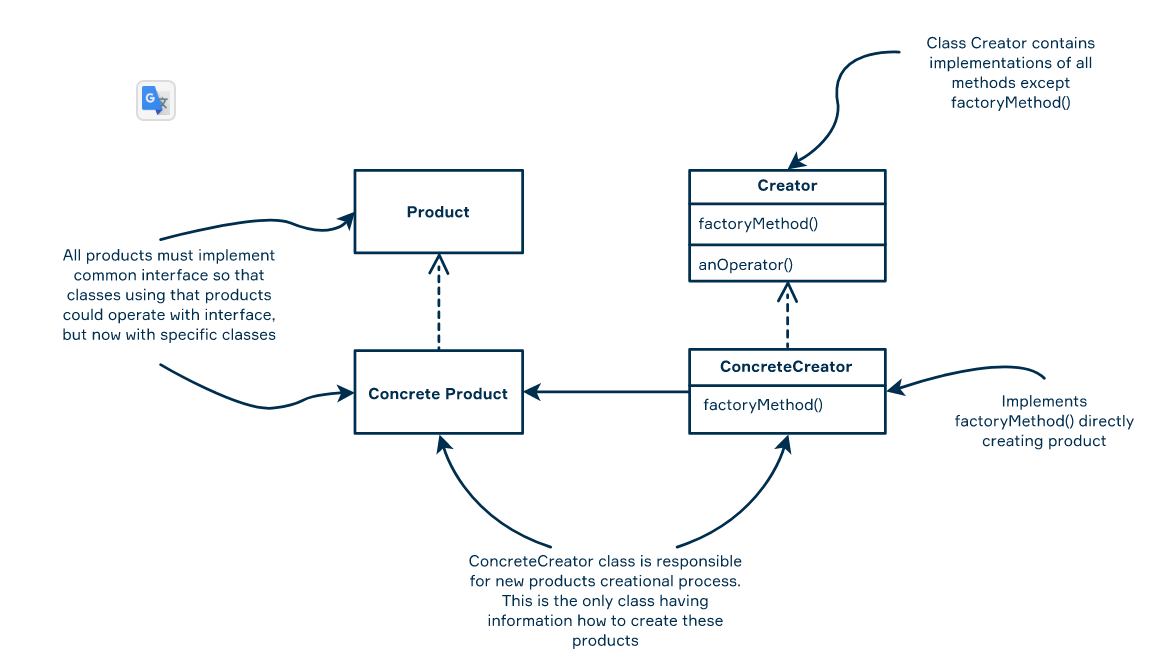 Class Creator contains
implementations of all
methods except
factoryMethod()
G 文
Product
Creator
factoryMethod()
anOperator()
All products must implement
common interface so that
classes using that products
could operate with interface,
but now with specific classes
Concrete Product
ConcreteCreator
factoryMethod()
Implements
factoryMethod() directly
creating product
ConcreteCreator class is responsible
for new products creational process.
This is the only class having
information how to create these
products